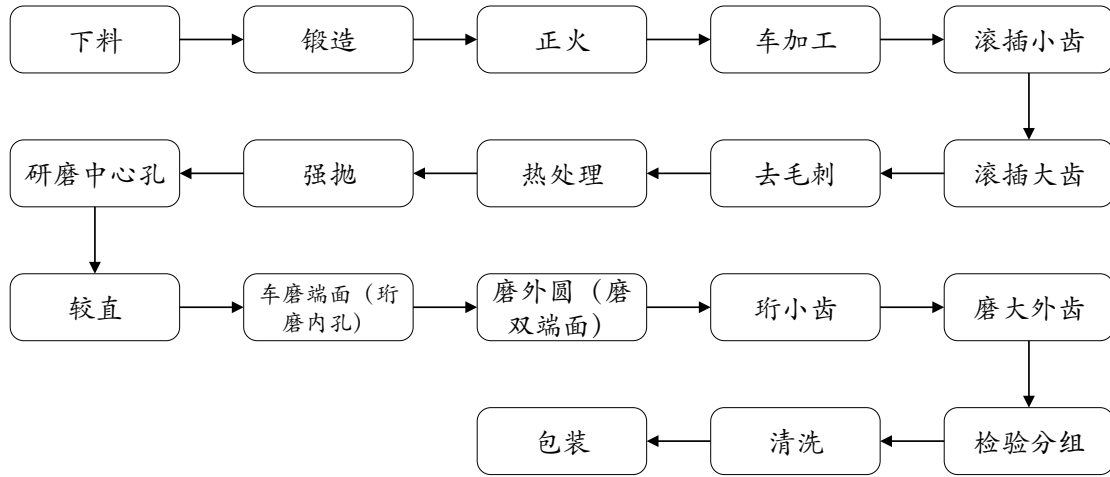 下料
锻造
正火
车加工
滚插小齿
滚插大齿
去毛刺
热处理
强抛
研磨中心孔
较直
车磨端面（珩
磨内孔）
磨外圆（磨
双端面）
珩小齿
磨大外齿
检验分组
清洗
包装